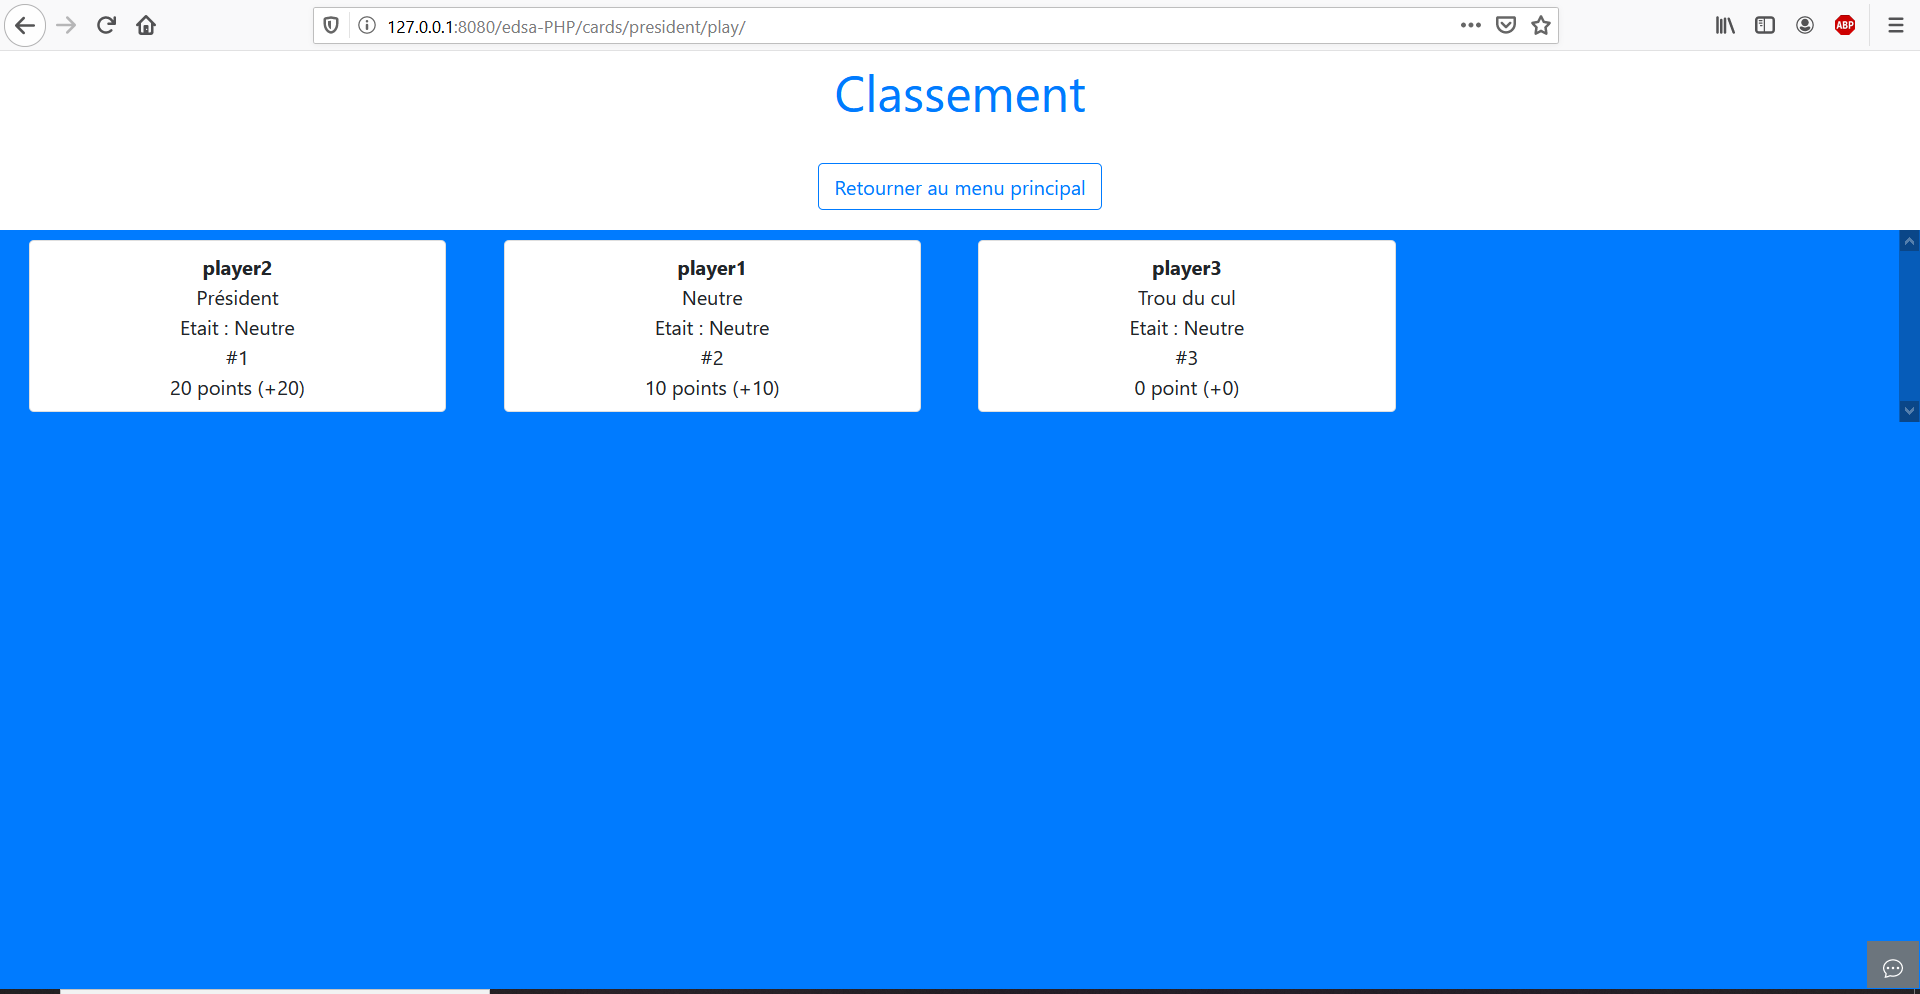 127.0.0.1:8080/edsa-PHP/cards/president/play/
ABP
Classement
Retourner au menu principal
player2
Président
Etait : Neutre
#1
20 points (+20)
player1
Neutre
Etait : Neutre
#2
10 points (+10)
player3
Trou du cul
Etait : Neutre
#3
0 point (+0)